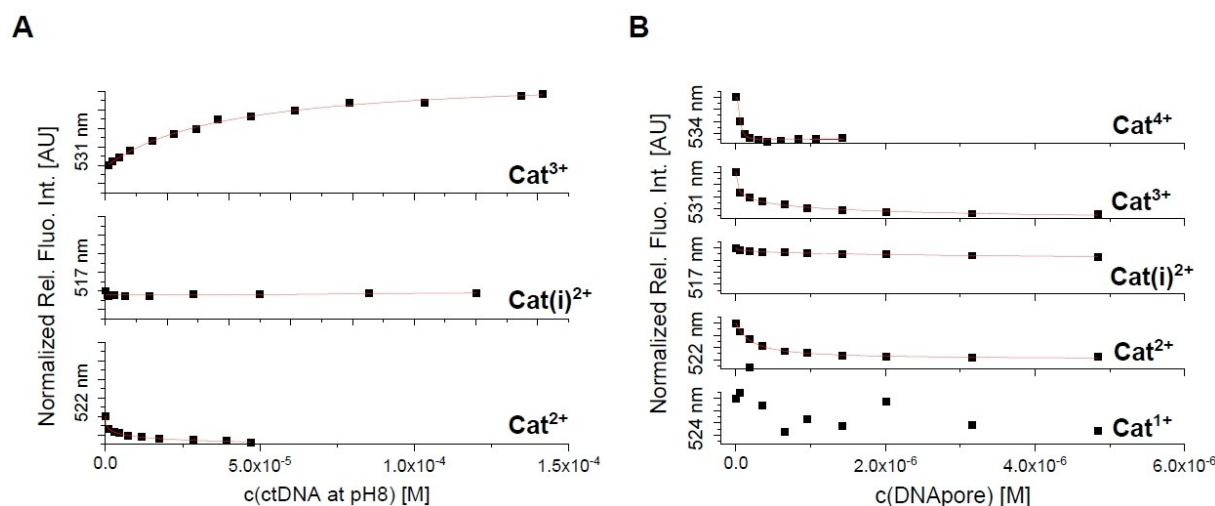 A
Normalized Rel. Fluo. Int. [AU]
531 nm
Cat³⁺
517 nm
Cat(i)²⁺
522 nm
Cat²⁺
0.0
5.0x10⁻⁵
1.0x10⁻⁴
1.5x10⁻⁴
c(ctDNA at pH8) [M]
B
Normalized Rel. Fluo. Int. [AU]
534 nm
Cat⁴⁺
531 nm
Cat³⁺
517 nm
Cat(i)²⁺
522 nm
Cat²⁺
524 nm
Cat¹⁺
0.0
2.0x10⁻⁶
4.0x10⁻⁶
6.0x10⁻⁶
c(DNApore) [M]